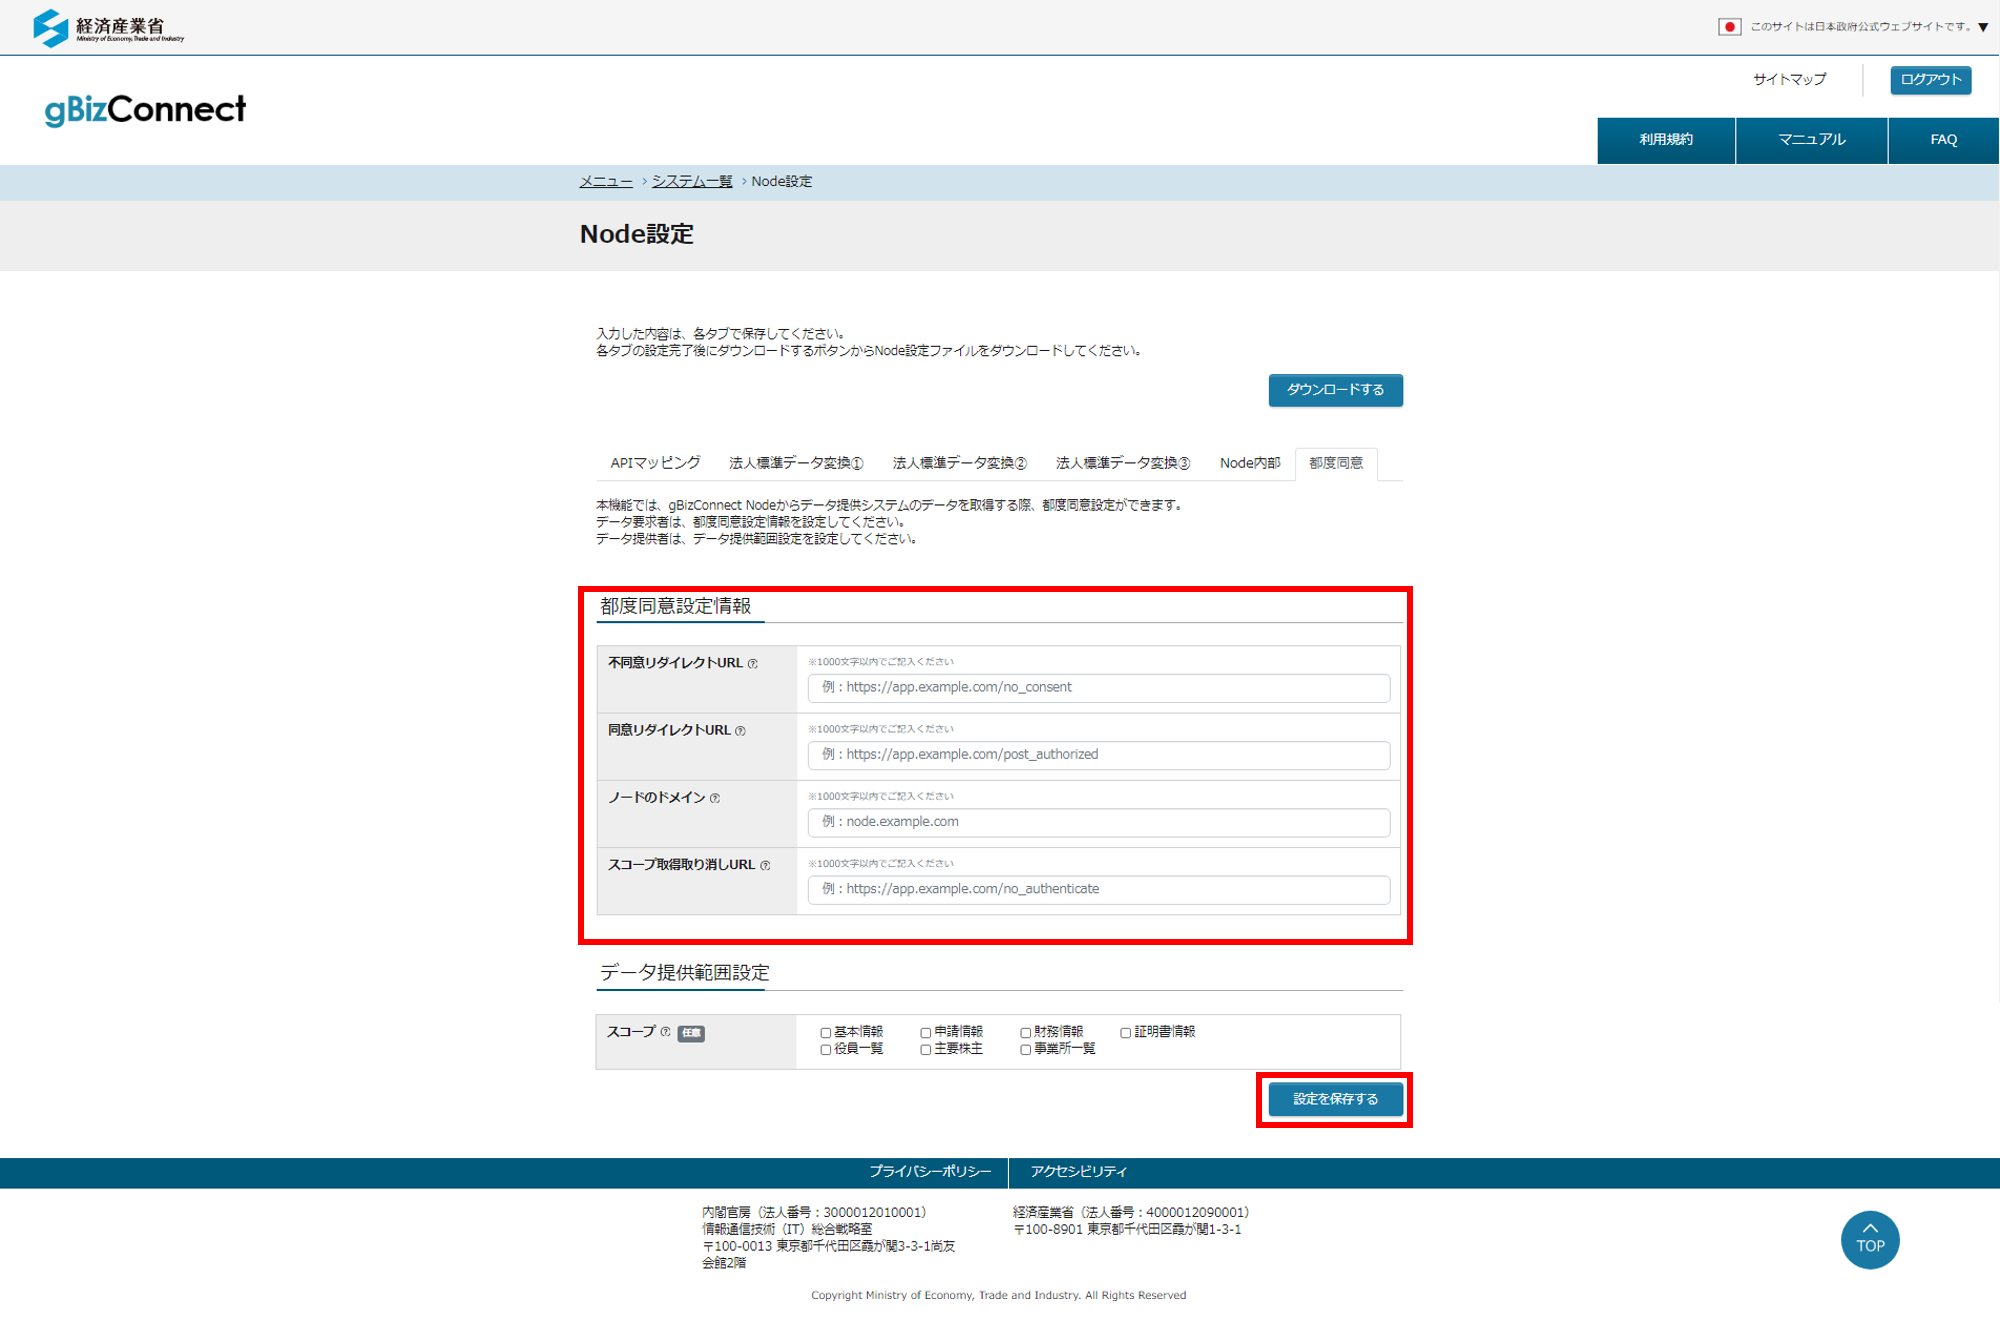 経済産業省
Ministry of Economy, Trade and Industry
このサイトは日本政府公式ウェブサイトです。▼
サイトマップ
ログアウト
gBizConnect
利用規約
マニュアル
FAQ
メニュー › システム一覧 › Node設定
Node設定
入力した内容は、各タブで保存してください。
各タブの設定完了後にダウンロードするボタンからNode設定ファイルをダウンロードしてください。
ダウンロードする
APIマッピング 法人標準データ変換① 法人標準データ変換② 法人標準データ変換③ Node内部 都度同意
本機能では、gBizConnect Nodeからデータ提供システムのデータを取得する際、都度同意設定ができます。
データ要求者は、都度同意設定情報を設定してください。
データ提供者は、データ提供範囲設定を設定してください。
都度同意設定情報
不同意リダイレクトURL ?
※1000文字以内でご記入ください
例：https://app.example.com/no_consent
同意リダイレクトURL ?
※1000文字以内でご記入ください
例：https://app.example.com/post_authorized
ノードのドメイン ?
※1000文字以内でご記入ください
例：node.example.com
スコープ取得取り消しURL ?
※1000文字以内でご記入ください
例：https://app.example.com/no_authenticate
データ提供範囲設定
スコープ ? 任意
基本情報 申請情報 財務情報 証明書情報
役員一覧 主要株主 事業所一覧
設定を保存する
プライバシーポリシー
アクセシビリティ
内閣官房（法人番号：3000012010001）
情報通信技術（IT）総合戦略室
〒100-0013 東京都千代田区霞が関3-3-1尚友
会館2階
経済産業省（法人番号：4000012090001）
〒100-8901 東京都千代田区霞が関1-3-1
TOP
Copyright Ministry of Economy, Trade and Industry. All Rights Reserved